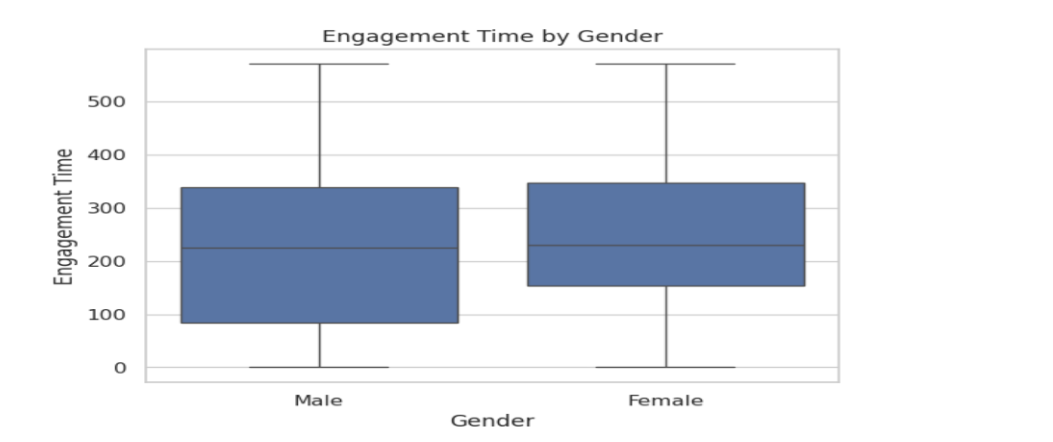 Engagement Time by Gender
Engagement Time
500
400
300
200
100
0
Male Female
Gender